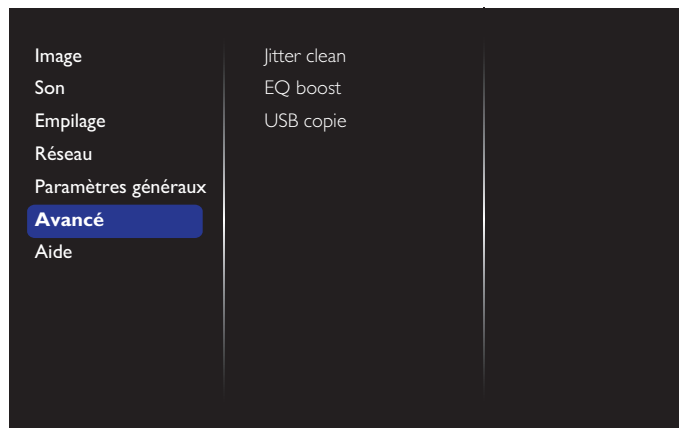 Image
Son
Empilage
Réseau
Paramètres généraux
Avancé
Aide
Jitter clean
EQ boost
USB copie